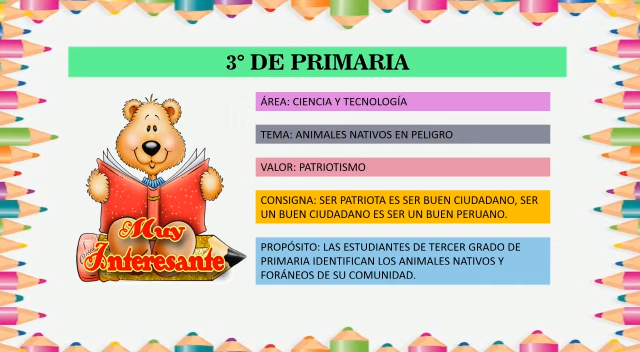 3° DE PRIMARIA
ÁREA: CIENCIA Y TECNOLOGÍA
TEMA: ANIMALES NATIVOS EN PELIGRO
VALOR: PATRIOTISMO
CONSIGNA: SER PATRIOTA ES SER BUEN CIUDADANO, SER
UN BUEN CIUDADANO ES SER UN BUEN PERUANO.
PROPÓSITO: LAS ESTUDIANTES DE TERCER GRADO DE
PRIMARIA IDENTIFICAN LOS ANIMALES NATIVOS Y
FORÁNEOS DE SU COMUNIDAD.
Muy
Interesante